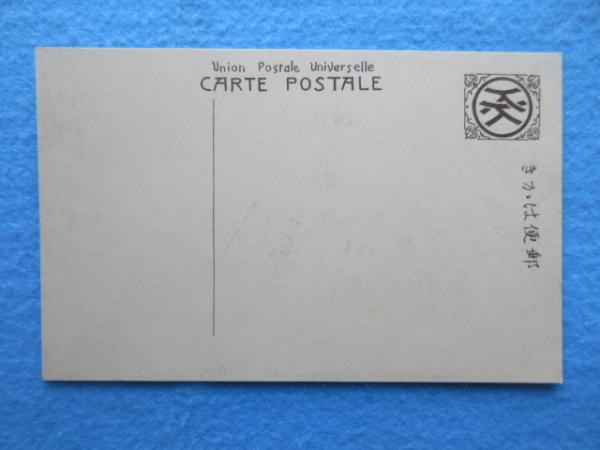 Union Postale Universelle
CARTE POSTALE
きかは便郵